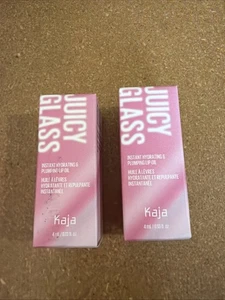 JUICY
GLASS
INSTANT HYDRATING &
PLUMPING LIP OIL
HUILE À LÈVRES
HYDRATANTE ET REPULPANTE
INSTANTANÉE
kaja
JUICY
GLASS
INSTANT HYDRATING &
PLUMPING LIP OIL
HUILE À LÈVRES
HYDRATANTE ET REPULPANTE
INSTANTANÉE
kaja